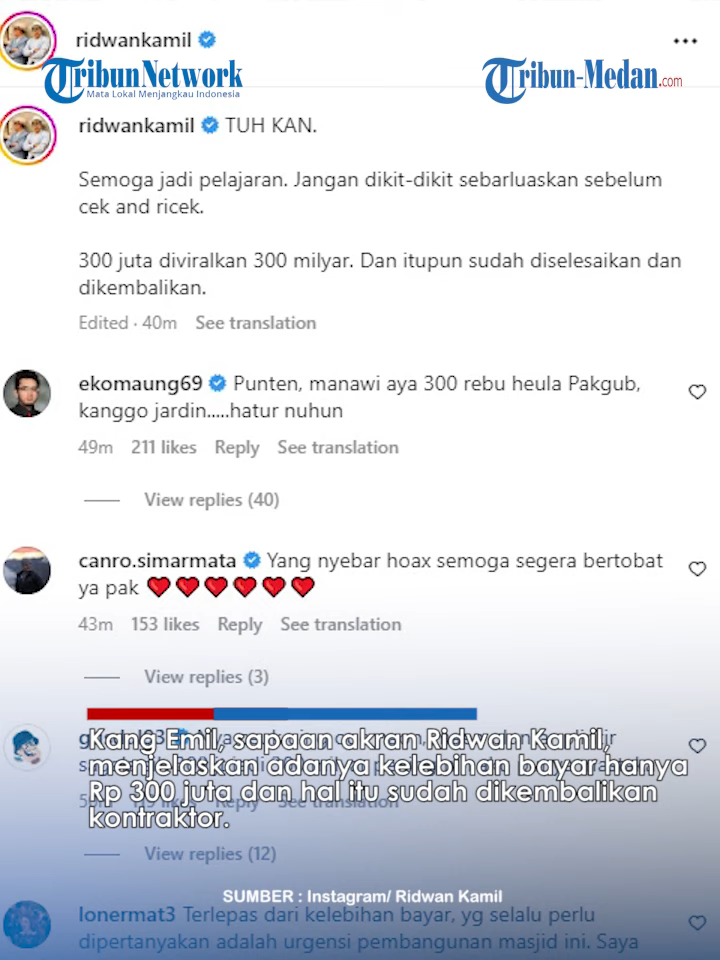 ridwankamil
TribunNetwork
Mata Lokal Menjangkau Indonesia
Tribun-Medan.com
ridwankamil TUH KAN.
Semoga jadi pelajaran. Jangan dikit-dikit sebarluaskan sebelum
cek and ricek.
300 juta diviralkan 300 milyar. Dan itupun sudah diselesaikan dan
dikembalikan.
Edited · 40m See translation
ekomaung69 Punten, manawi aya 300 rebu heula Pakgub,
kanggo jardin.....hatur nuhun
49m 211 likes Reply See translation
View replies (40)
canro.simarmata Yang nyebar hoax semoga segera bertobat
ya pak
43m 153 likes Reply See translation
View replies (3)
Kang Emil, sapaan akran Ridwan Kamil,
menjelaskan adanya kelebihan bayar hanya
Rp 300 juta dan hal itu sudah dikembalikan
kontraktor.
Reply See translation
View replies (12)
SUMBER : Instagram/ Ridwan Kamil
lonermat3 Terlepas dari kelebihan bayar, yg selalu perlu
dipertanyakan adalah urgensi pembangunan masjid ini. Saya